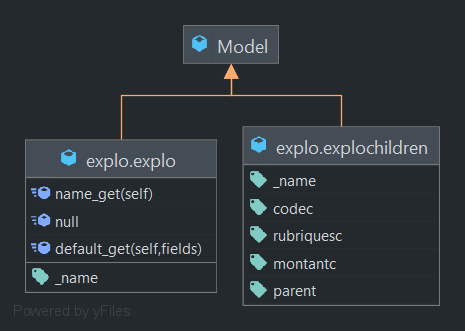 Model
explo.explo
name_get(self)
null
default_get(self,fields)
_name
explo.explochildren
_name
codec
rubriquesc
montantc
parent
Powered by yFiles